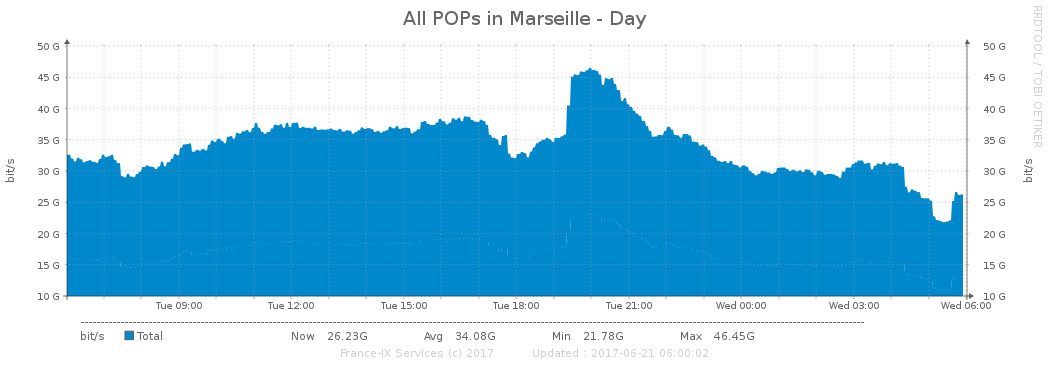 All POPs in Marseille - Day
RRDTOOL / TOBI OETIKER
50 G 50 G
45 G 45 G
40 G 40 G
35 G 35 G
30 G 30 G
25 G 25 G
20 G 20 G
15 G 15 G
10 G 10 G
bit/s bit/s
Tue 09:00 Tue 12:00 Tue 15:00 Tue 18:00 Tue 21:00 Wed 00:00 Wed 03:00 Wed 06:00
bit/s Total Now 26.23G Avg 34.08G Min 21.78G Max 46.45G
France-IX Services (c) 2017 Updated : 2017-06-21 06:00:02